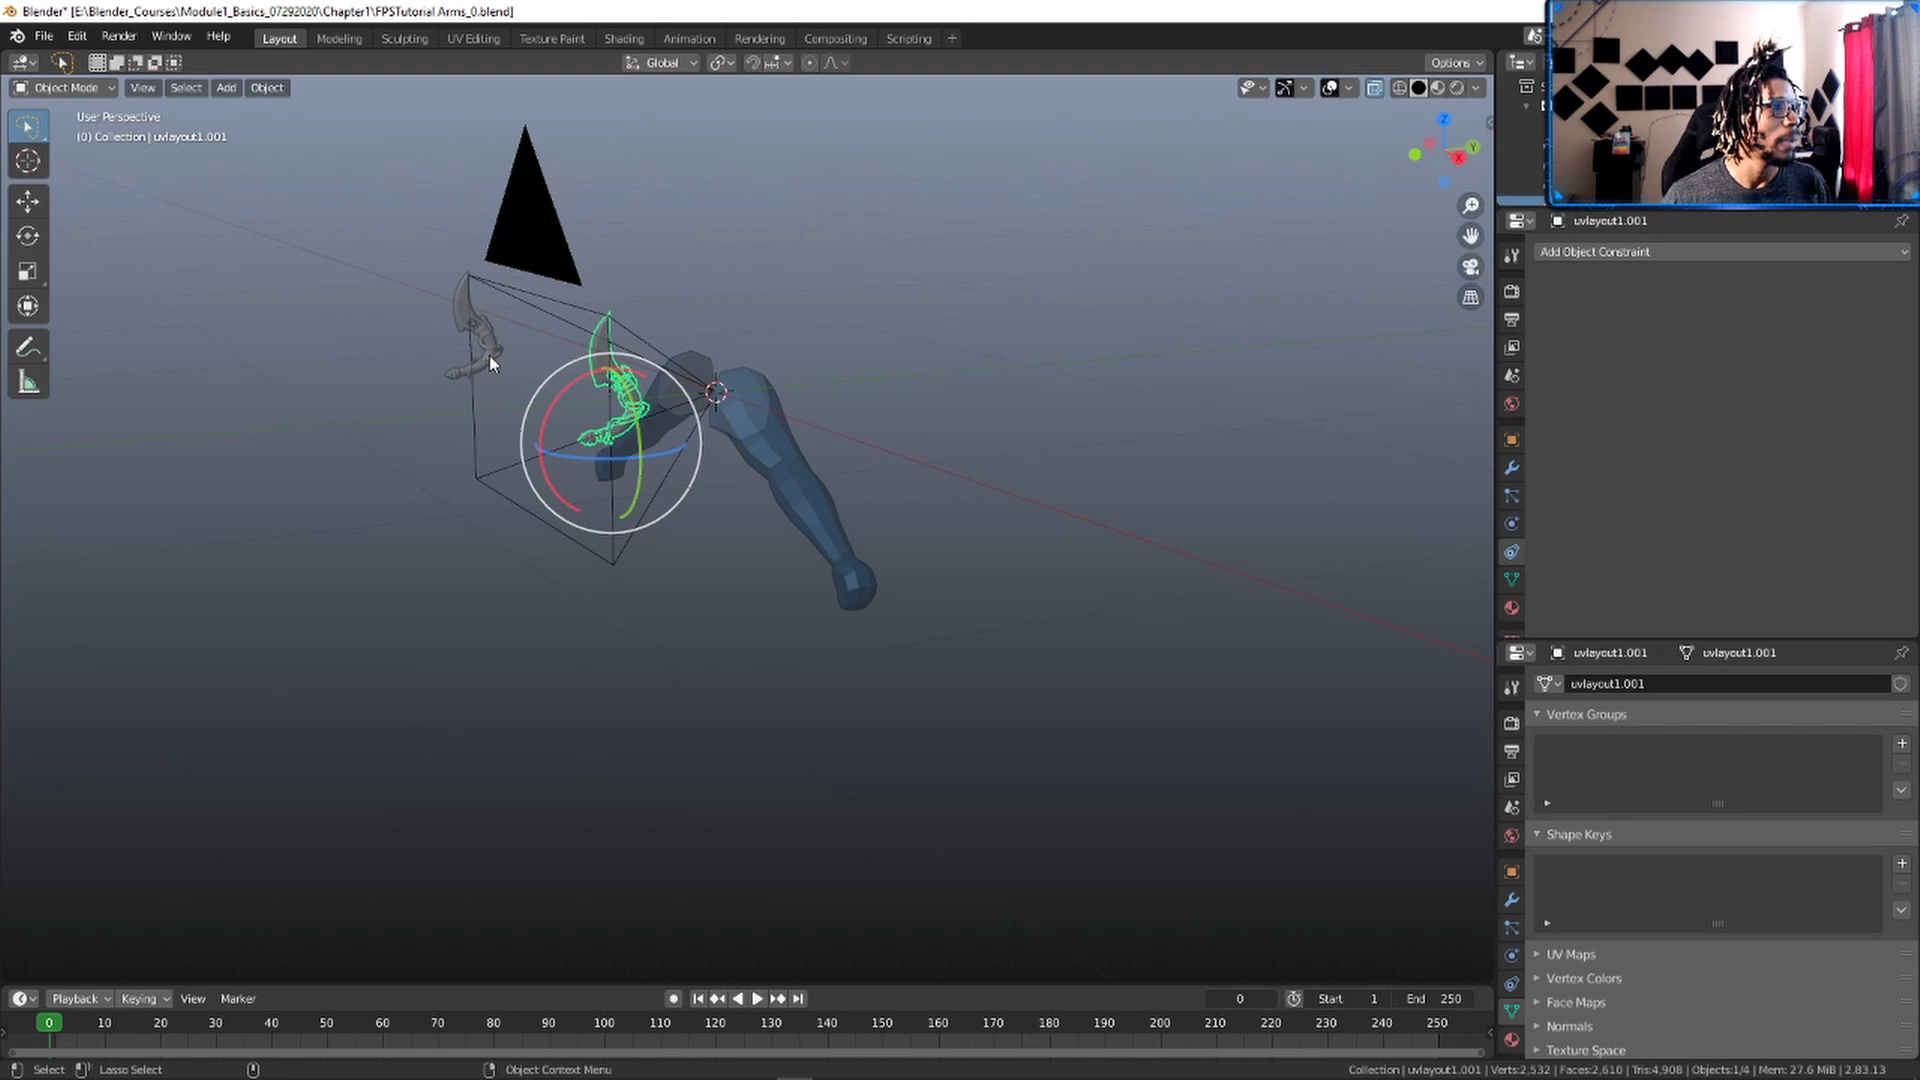 Blender* [E:\Blender_Courses\Module1_Basics_07292020\Chapter1\FPSTutorial Arms_0.blend]
File Edit Render Window Help Layout Modeling Sculpting UV Editing Texture Paint Shading Animation Rendering Compositing Scripting +
Global Options
Object Mode View Select Add Object
User Perspective
(0) Collection | uvlayout1.001
Z
Y
X
uvlayout1.001
Add Object Constraint
uvlayout1.001 uvlayout1.001
uvlayout1.001
Vertex Groups
Shape Keys
UV Maps
Vertex Colors
Face Maps
Normals
Texture Space
Playback Keying View Marker 0 Start 1 End 250
0 10 20 30 40 50 60 70 80 90 100 110 120 130 140 150 160 170 180 190 200 210 220 230 240 250
Select Lasso Select Object Context Menu Collection | uvlayout1.001 | Verts:2,532 | Faces:2,610 | Tris:4,908 | Objects:1/4 | Mem: 27.6 MiB | 2.83.13